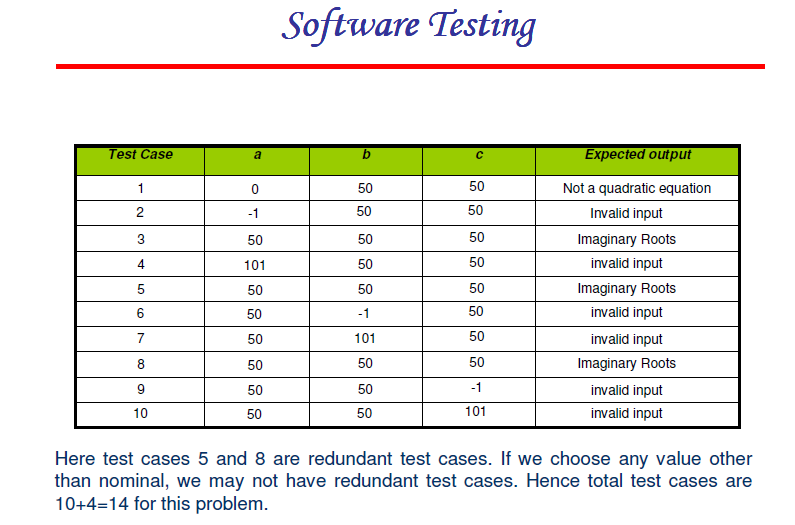 Software Testing
Test Case a b c Expected output
1 0 50 50 Not a quadratic equation
2 -1 50 50 Invalid input
3 50 50 50 Imaginary Roots
4 101 50 50 invalid input
5 50 50 50 Imaginary Roots
6 50 -1 50 invalid input
7 50 101 50 invalid input
8 50 50 50 Imaginary Roots
9 50 50 -1 invalid input
10 50 50 101 invalid input
Here test cases 5 and 8 are redundant test cases. If we choose any value other
than nominal, we may not have redundant test cases. Hence total test cases are
10+4=14 for this problem.